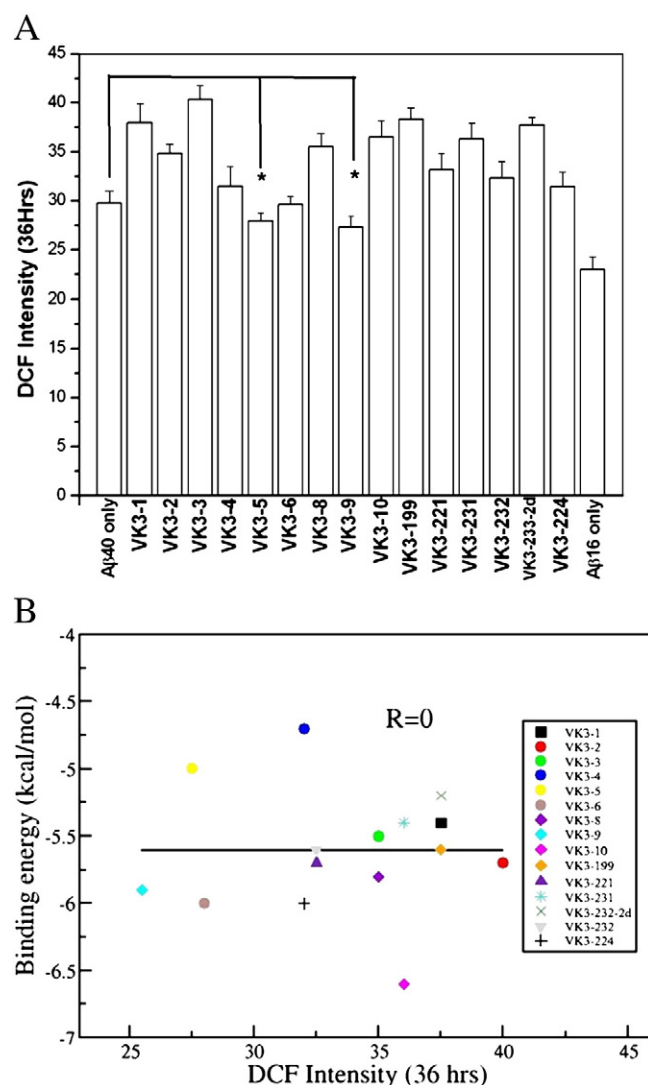 A
45
40
35
30
25
20
15
10
5
0
DCF Intensity (36Hrs)
*
*
Aβ40 only
VK3-1
VK3-2
VK3-3
VK3-4
VK3-5
VK3-6
VK3-8
VK3-9
VK3-10
VK3-199
VK3-221
VK3-231
VK3-232
VK3-233-2d
VK3-224
Aβ16 only
B
-4
-4.5
-5
-5.5
-6
-6.5
-7
Binding energy (kcal/mol)
R=0
VK3-1
VK3-2
VK3-3
VK3-4
VK3-5
VK3-6
VK3-8
VK3-9
VK3-10
VK3-199
VK3-221
VK3-231
VK3-232-2d
VK3-232
VK3-224
25 30 35 40 45
DCF Intensity (36 hrs)